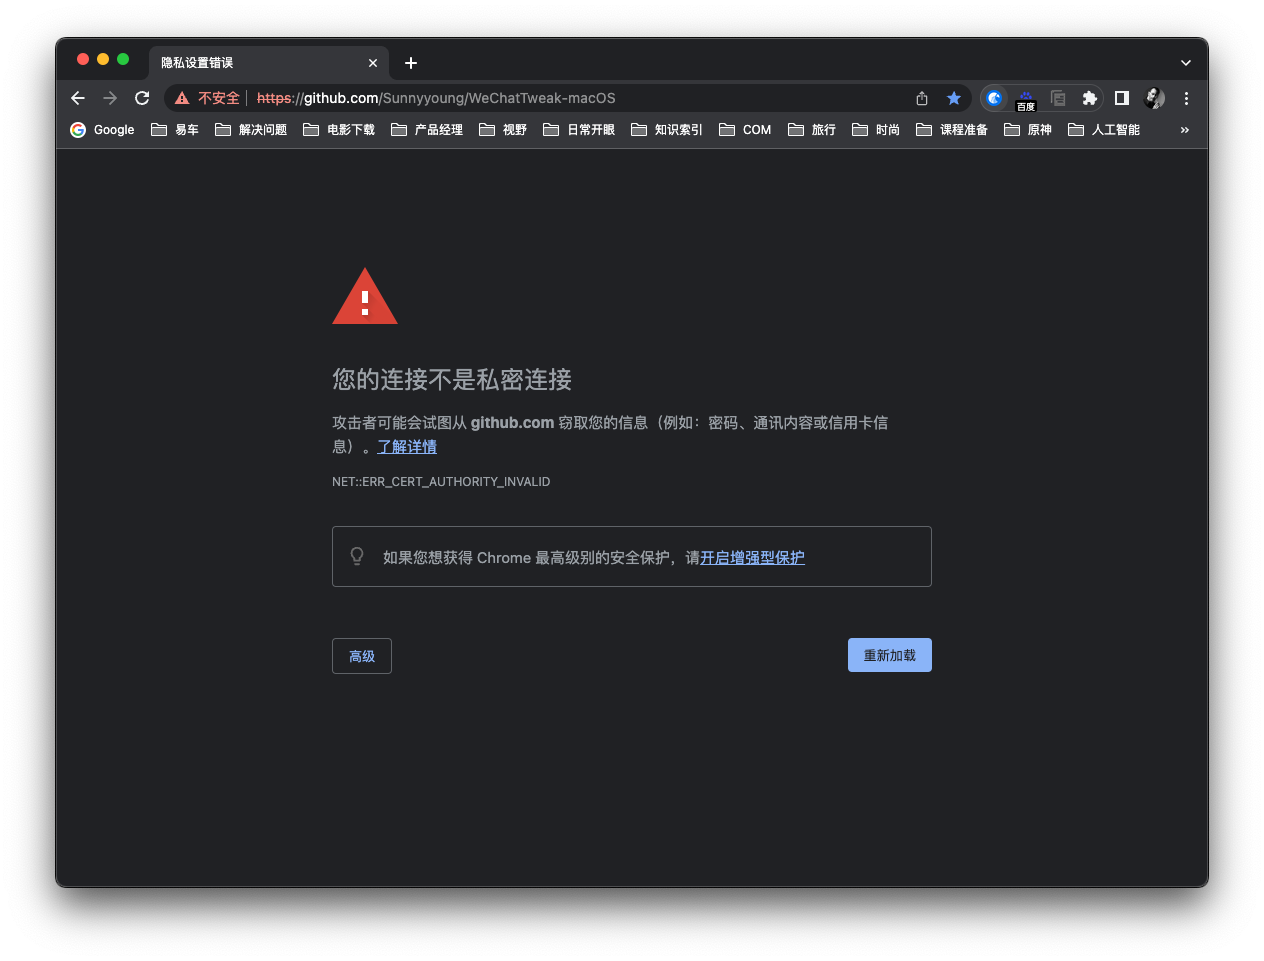 隐私设置错误
不安全 https://github.com/Sunnyyoung/WeChatTweak-macOS
百度
Google 易车 解决问题 电影下载 产品经理 视野 日常开眼 知识索引 COM 旅行 时尚 课程准备 原神 人工智能 »
您的连接不是私密连接
攻击者可能会试图从 github.com 窃取您的信息（例如：密码、通讯内容或信用卡信
息）。了解详情
NET::ERR_CERT_AUTHORITY_INVALID
如果您想获得 Chrome 最高级别的安全保护，请开启增强型保护
高级
重新加载